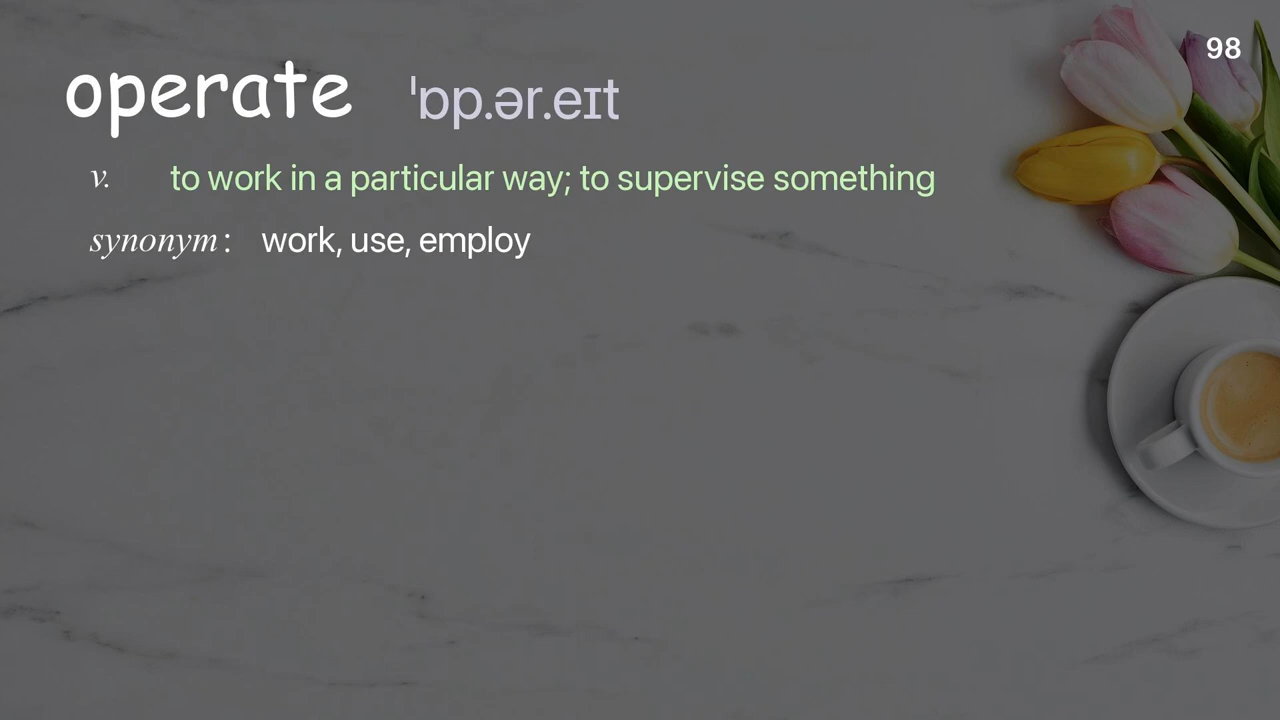 98
operate ˈɒp.ər.eɪt
v. to work in a particular way; to supervise something
synonym: work, use, employ